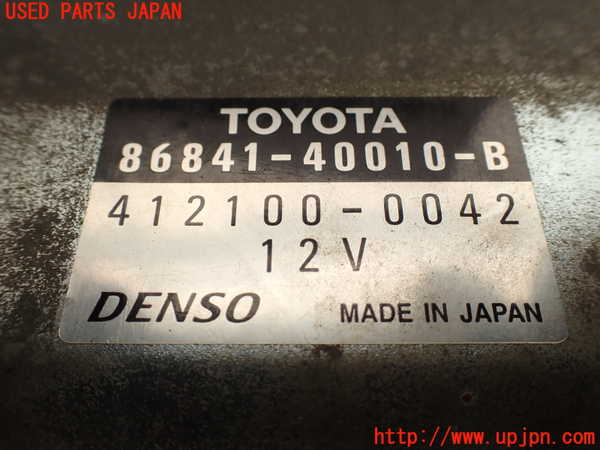 USED PARTS JAPAN
TOYOTA
86841-40010-B
412100-0042
12V
DENSO MADE IN JAPAN
http://www.upjpn.com